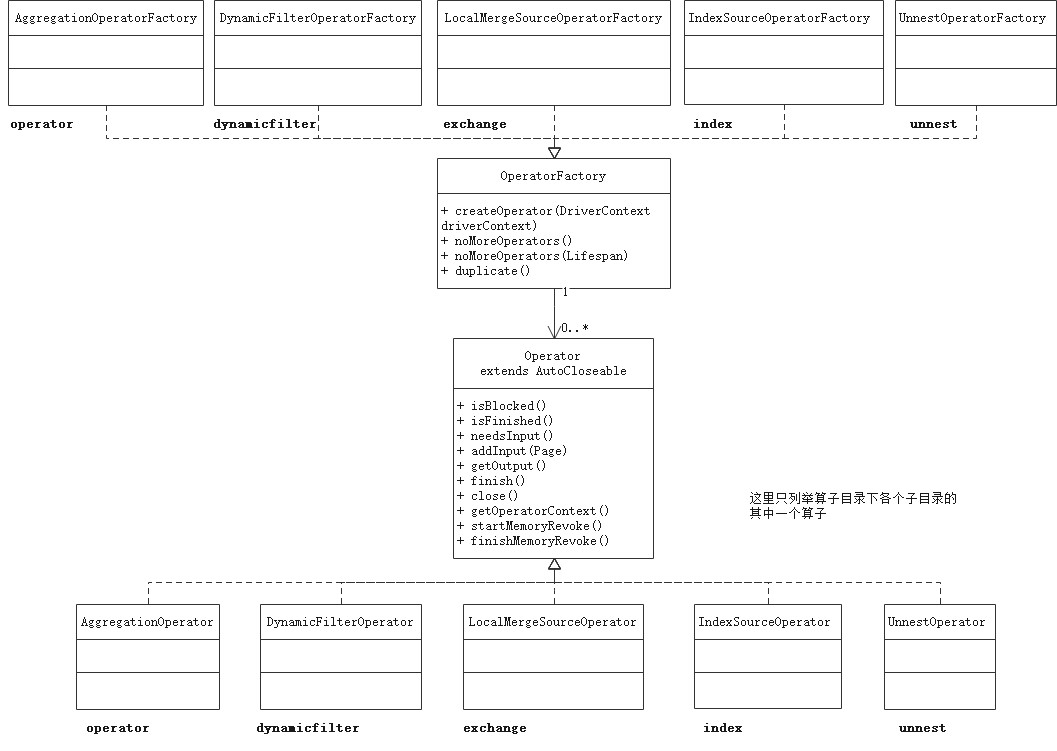 AggregationOperatorFactory
DynamicFilterOperatorFactory
LocalMergeSourceOperatorFactory
IndexSourceOperatorFactory
UnnestOperatorFactory
operator
dynamicfilter
exchange
index
unnest
OperatorFactory
+ createOperator(DriverContext
driverContext)
+ noMoreOperators()
+ noMoreOperators(Lifespan)
+ duplicate()
1
0..*
Operator
extends AutoCloseable
+ isBlocked()
+ isFinished()
+ needsInput()
+ addInput(Page)
+ getOutput()
+ finish()
+ close()
+ getOperatorContext()
+ startMemoryRevoke()
+ finishMemoryRevoke()
这里只列举算子目录下各个子目录的
其中一个算子
AggregationOperator
DynamicFilterOperator
LocalMergeSourceOperator
IndexSourceOperator
UnnestOperator
operator
dynamicfilter
exchange
index
unnest